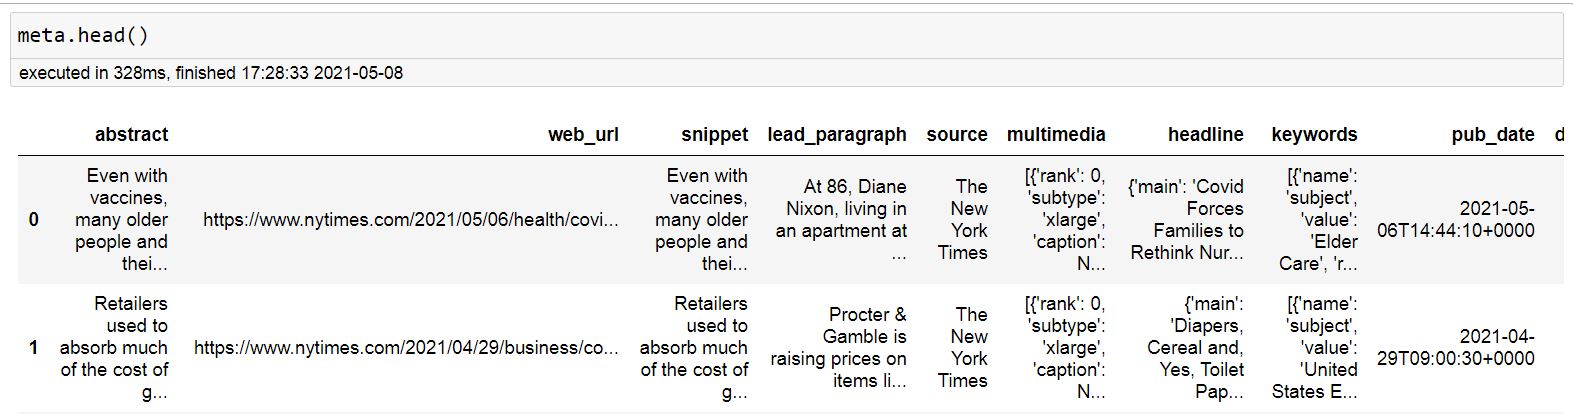 meta.head()
executed in 328ms, finished 17:28:33 2021-05-08
abstract web_url snippet lead_paragraph source multimedia headline keywords pub_date d
0
Even with
vaccines,
many older
people and
thei...
https://www.nytimes.com/2021/05/06/health/covi...
Even with
vaccines,
many older
people and
thei...
At 86, Diane
Nixon, living in
an apartment at
...
The
New
York
Times
[{'rank': 0,
'subtype':
'xlarge',
'caption':
N...
{'main': 'Covid
Forces
Families to
Rethink Nur...
[{'name':
'subject',
'value':
'Elder
Care', 'r...
2021-05-
06T14:44:10+0000
1
Retailers
used to
absorb much
of the cost of
g...
https://www.nytimes.com/2021/04/29/business/co...
Retailers
used to
absorb much
of the cost of
g...
Procter &
Gamble is
raising prices on
items li...
The
New
York
Times
[{'rank': 0,
'subtype':
'xlarge',
'caption':
N...
{'main':
'Diapers,
Cereal and,
Yes, Toilet
Pap...
[{'name':
'subject',
'value':
'United
States E...
2021-04-
29T09:00:30+0000